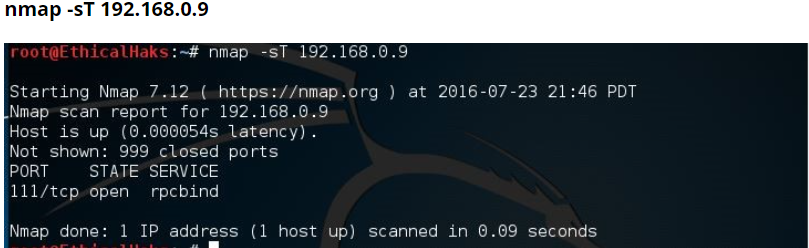 nmap -sT 192.168.0.9
root@EthicalHaks:~# nmap -sT 192.168.0.9
Starting Nmap 7.12 ( https://nmap.org ) at 2016-07-23 21:46 PDT
Nmap scan report for 192.168.0.9
Host is up (0.000054s latency).
Not shown: 999 closed ports
PORT    STATE SERVICE
111/tcp open  rpcbind
Nmap done: 1 IP address (1 host up) scanned in 0.09 seconds
root@EthicalHaks:~#